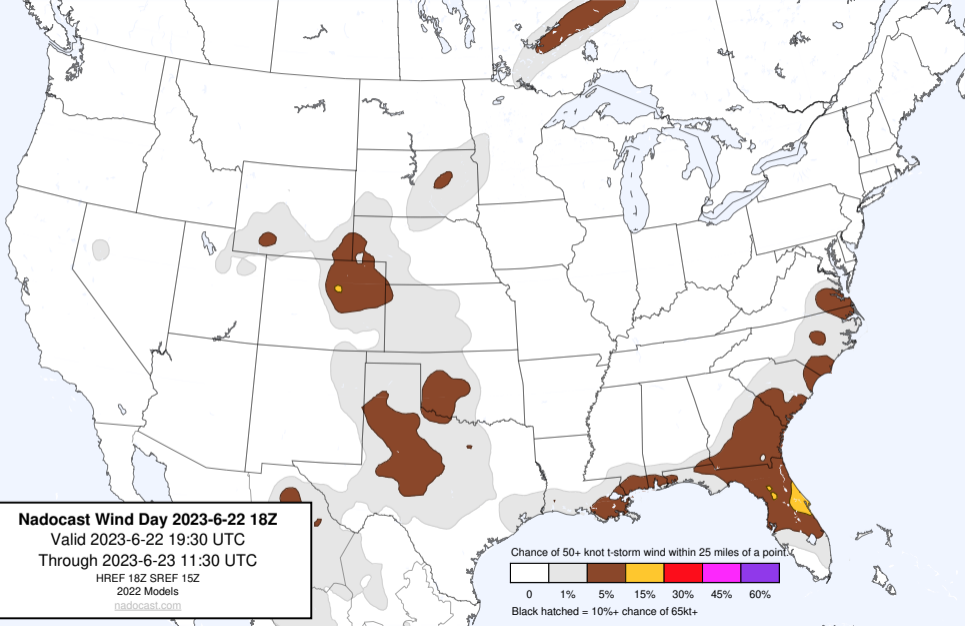 Nadocast Wind Day 2023-6-22 18Z
Valid 2023-6-22 19:30 UTC
Through 2023-6-23 11:30 UTC
HREF 18Z SREF 15Z
2022 Models
nadocast.com
Chance of 50+ knot t-storm wind within 25 miles of a point.
0 1% 5% 15% 30% 45% 60%
Black hatched = 10%+ chance of 65kt+